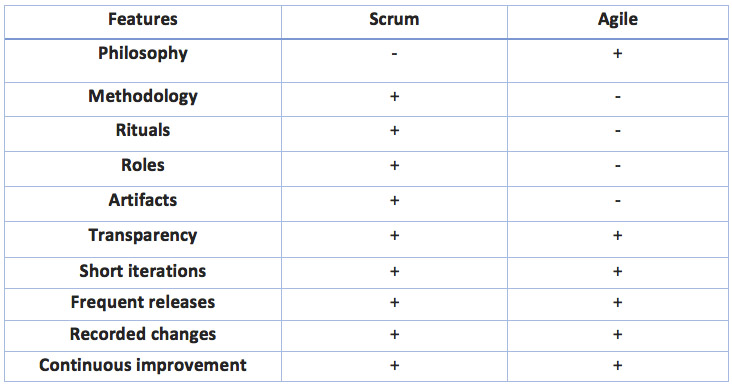 Features Scrum Agile
Philosophy - +
Methodology + -
Rituals + -
Roles + -
Artifacts + -
Transparency + +
Short iterations + +
Frequent releases + +
Recorded changes + +
Continuous improvement + +